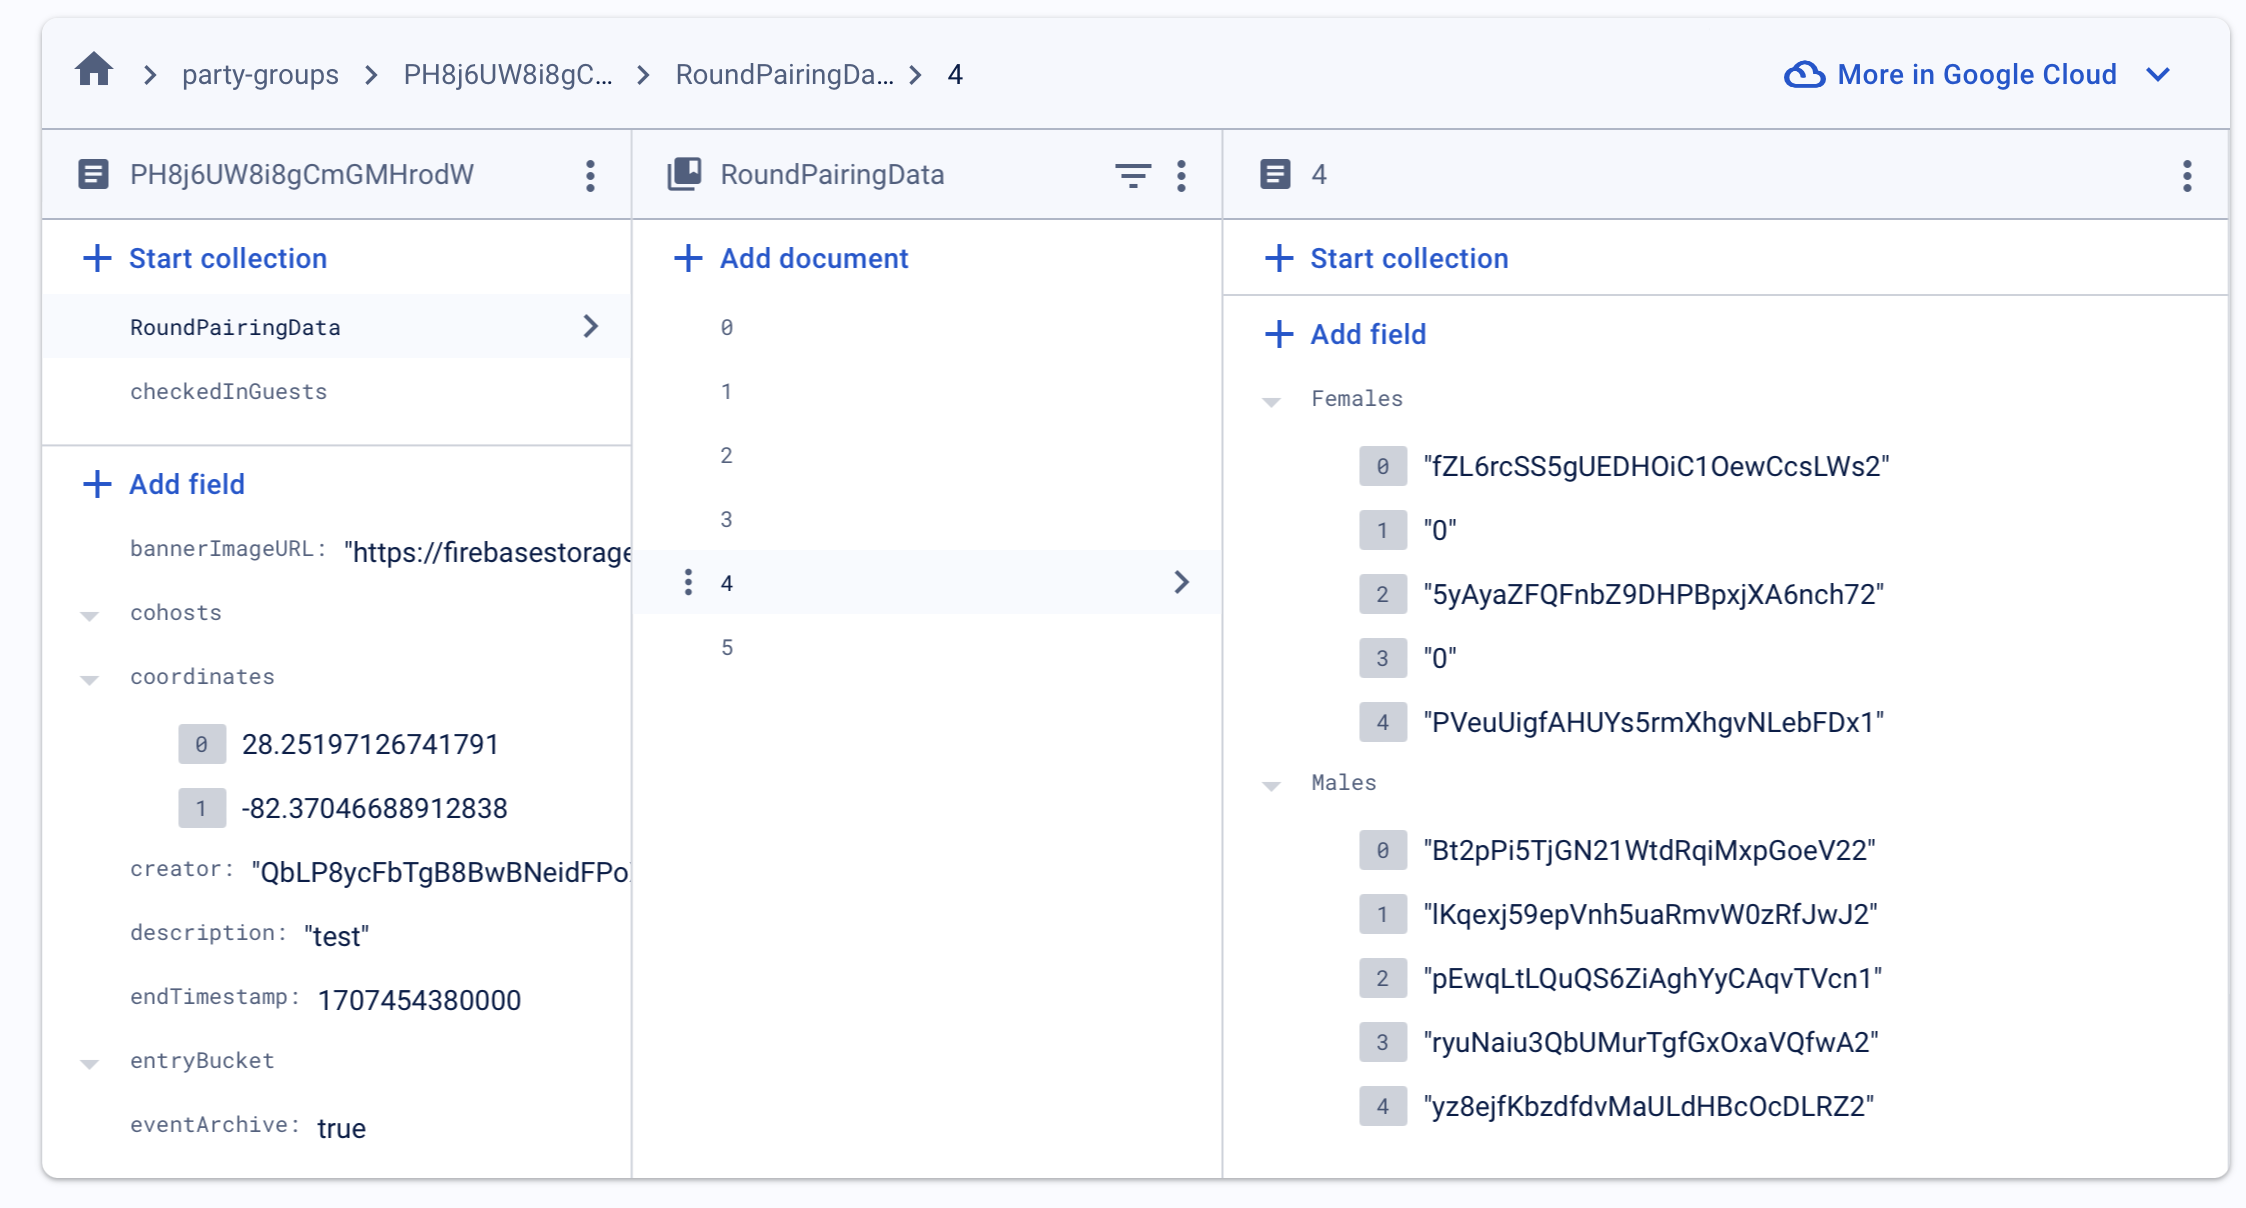 party-groups
PH8j6UW8i8gC...
RoundPairingDa...
4
More in Google Cloud
PH8j6UW8i8gCmGMHrodW
Start collection
RoundPairingData
checkedInGuests
Add field
bannerImageURL: "https://firebasestorage
cohosts
coordinates
0 28.25197126741791
1 -82.37046688912838
creator: "QbLP8ycFbTgB8BwBNeidFPo
description: "test"
endTimestamp: 1707454380000
entryBucket
eventArchive: true
RoundPairingData
Add document
0
1
2
3
4
5
4
Start collection
Add field
Females
0 "fZL6rcSS5gUEDHOiC1OewCcsLWs2"
1 "0"
2 "5yAyaZFQFnbZ9DHPBpxjXA6nch72"
3 "0"
4 "PVeuUigfAHUYs5rmXhgvNLebFDx1"
Males
0 "Bt2pPi5TjGN21WtdRqiMxpGoeV22"
1 "lKqexj59epVnh5uaRmvW0zRfJwJ2"
2 "pEwqLtLQuQS6ZiAghYyCAqvTVcn1"
3 "ryuNaiu3QbUMurTgfGxOxaVQfwA2"
4 "yz8ejfKbzdfdvMaULdHBcOcDLRZ2"